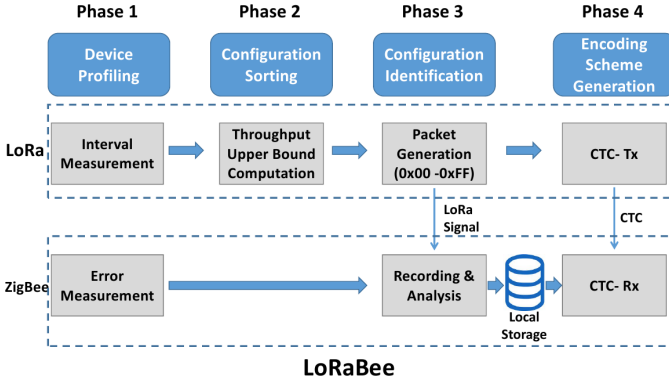 Phase 1 Phase 2 Phase 3 Phase 4
Device
Profiling
Configuration
Sorting
Configuration
Identification
Encoding
Scheme
Generation
LoRa
Interval
Measurement
Throughput
Upper Bound
Computation
Packet
Generation
(0x00 -0xFF)
CTC- Tx
LoRa
Signal
CTC
ZigBee
Error
Measurement
Recording &
Analysis
Local
Storage
CTC- Rx
LoRaBee